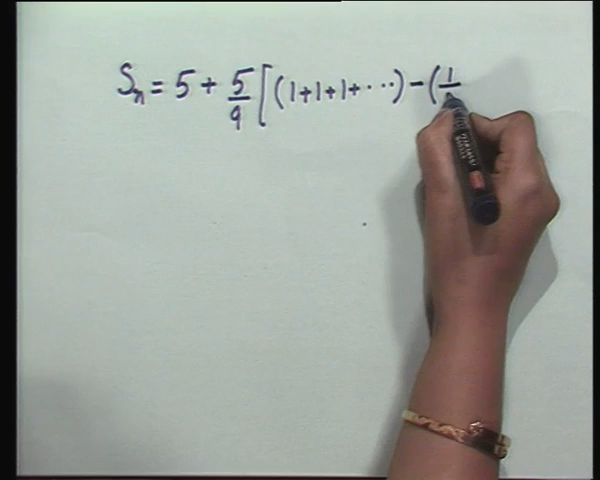 Sₙ = 5 + 5/9 [(1+1+1+···) − (1/